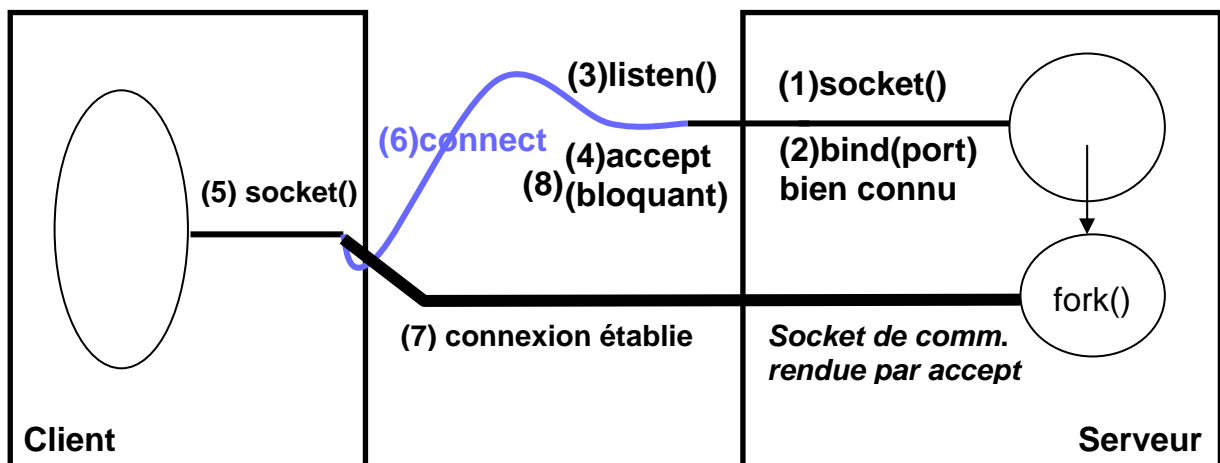 (3)listen()
(1)socket()
(6)connect
(4)accept
(2)bind(port)
(8)
(bloquant)
bien connu
(5) socket()
fork()
(7) connexion établie
Socket de comm.
rendue par accept
Client
Serveur